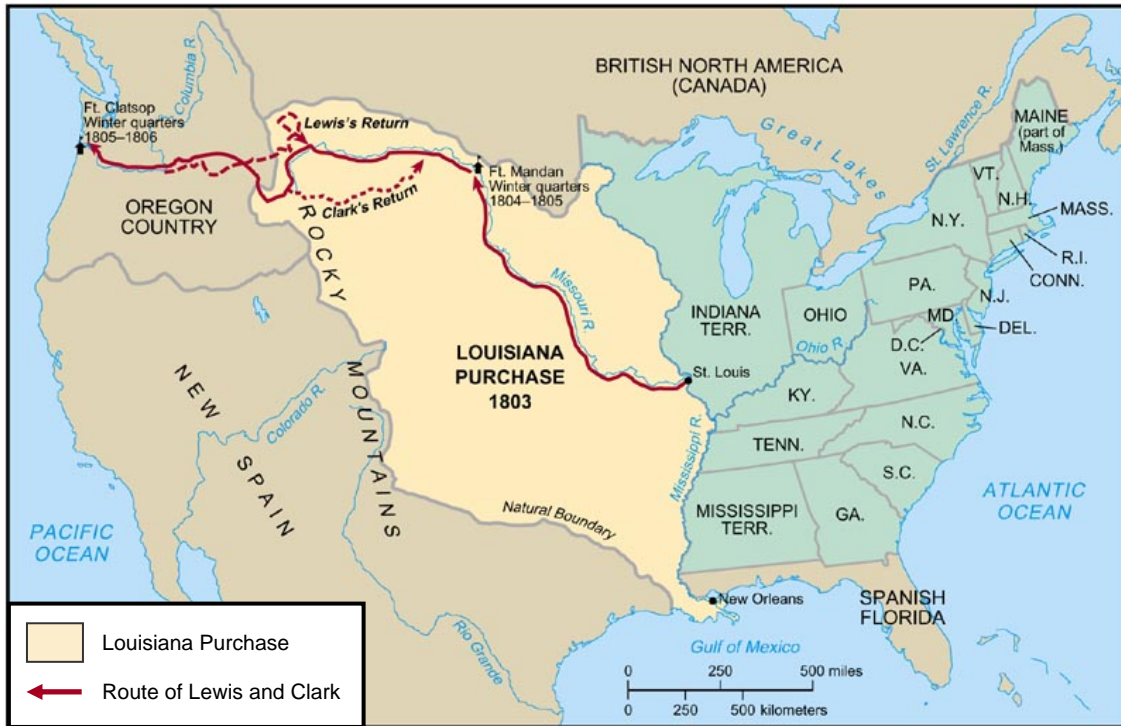 BRITISH NORTH AMERICA
(CANADA)
St. Lawrence R.
Great Lakes
Columbia R.
Ft. Clatsop
Winter quarters
1805–1806
Lewis's Return
Ft. Mandan
Winter quarters
1804–1805
Clark's Return
OREGON
COUNTRY
ROCKY
MOUNTAINS
Missouri R.
LOUISIANA
PURCHASE
1803
St. Louis
INDIANA
TERR.
OHIO
Ohio R.
MAINE
(part of
Mass.)
VT.
N.H.
MASS.
N.Y.
R.I.
CONN.
PA.
N.J.
MD.
DEL.
D.C.
VA.
KY.
N.C.
TENN.
S.C.
MISSISSIPPI
TERR.
GA.
Mississippi R.
NEW
SPAIN
Colorado R.
Natural Boundary
PACIFIC
OCEAN
ATLANTIC
OCEAN
New Orleans
SPANISH
FLORIDA
Gulf of Mexico
Rio Grande
Louisiana Purchase
Route of Lewis and Clark
0 250 500 miles
0 250 500 kilometers